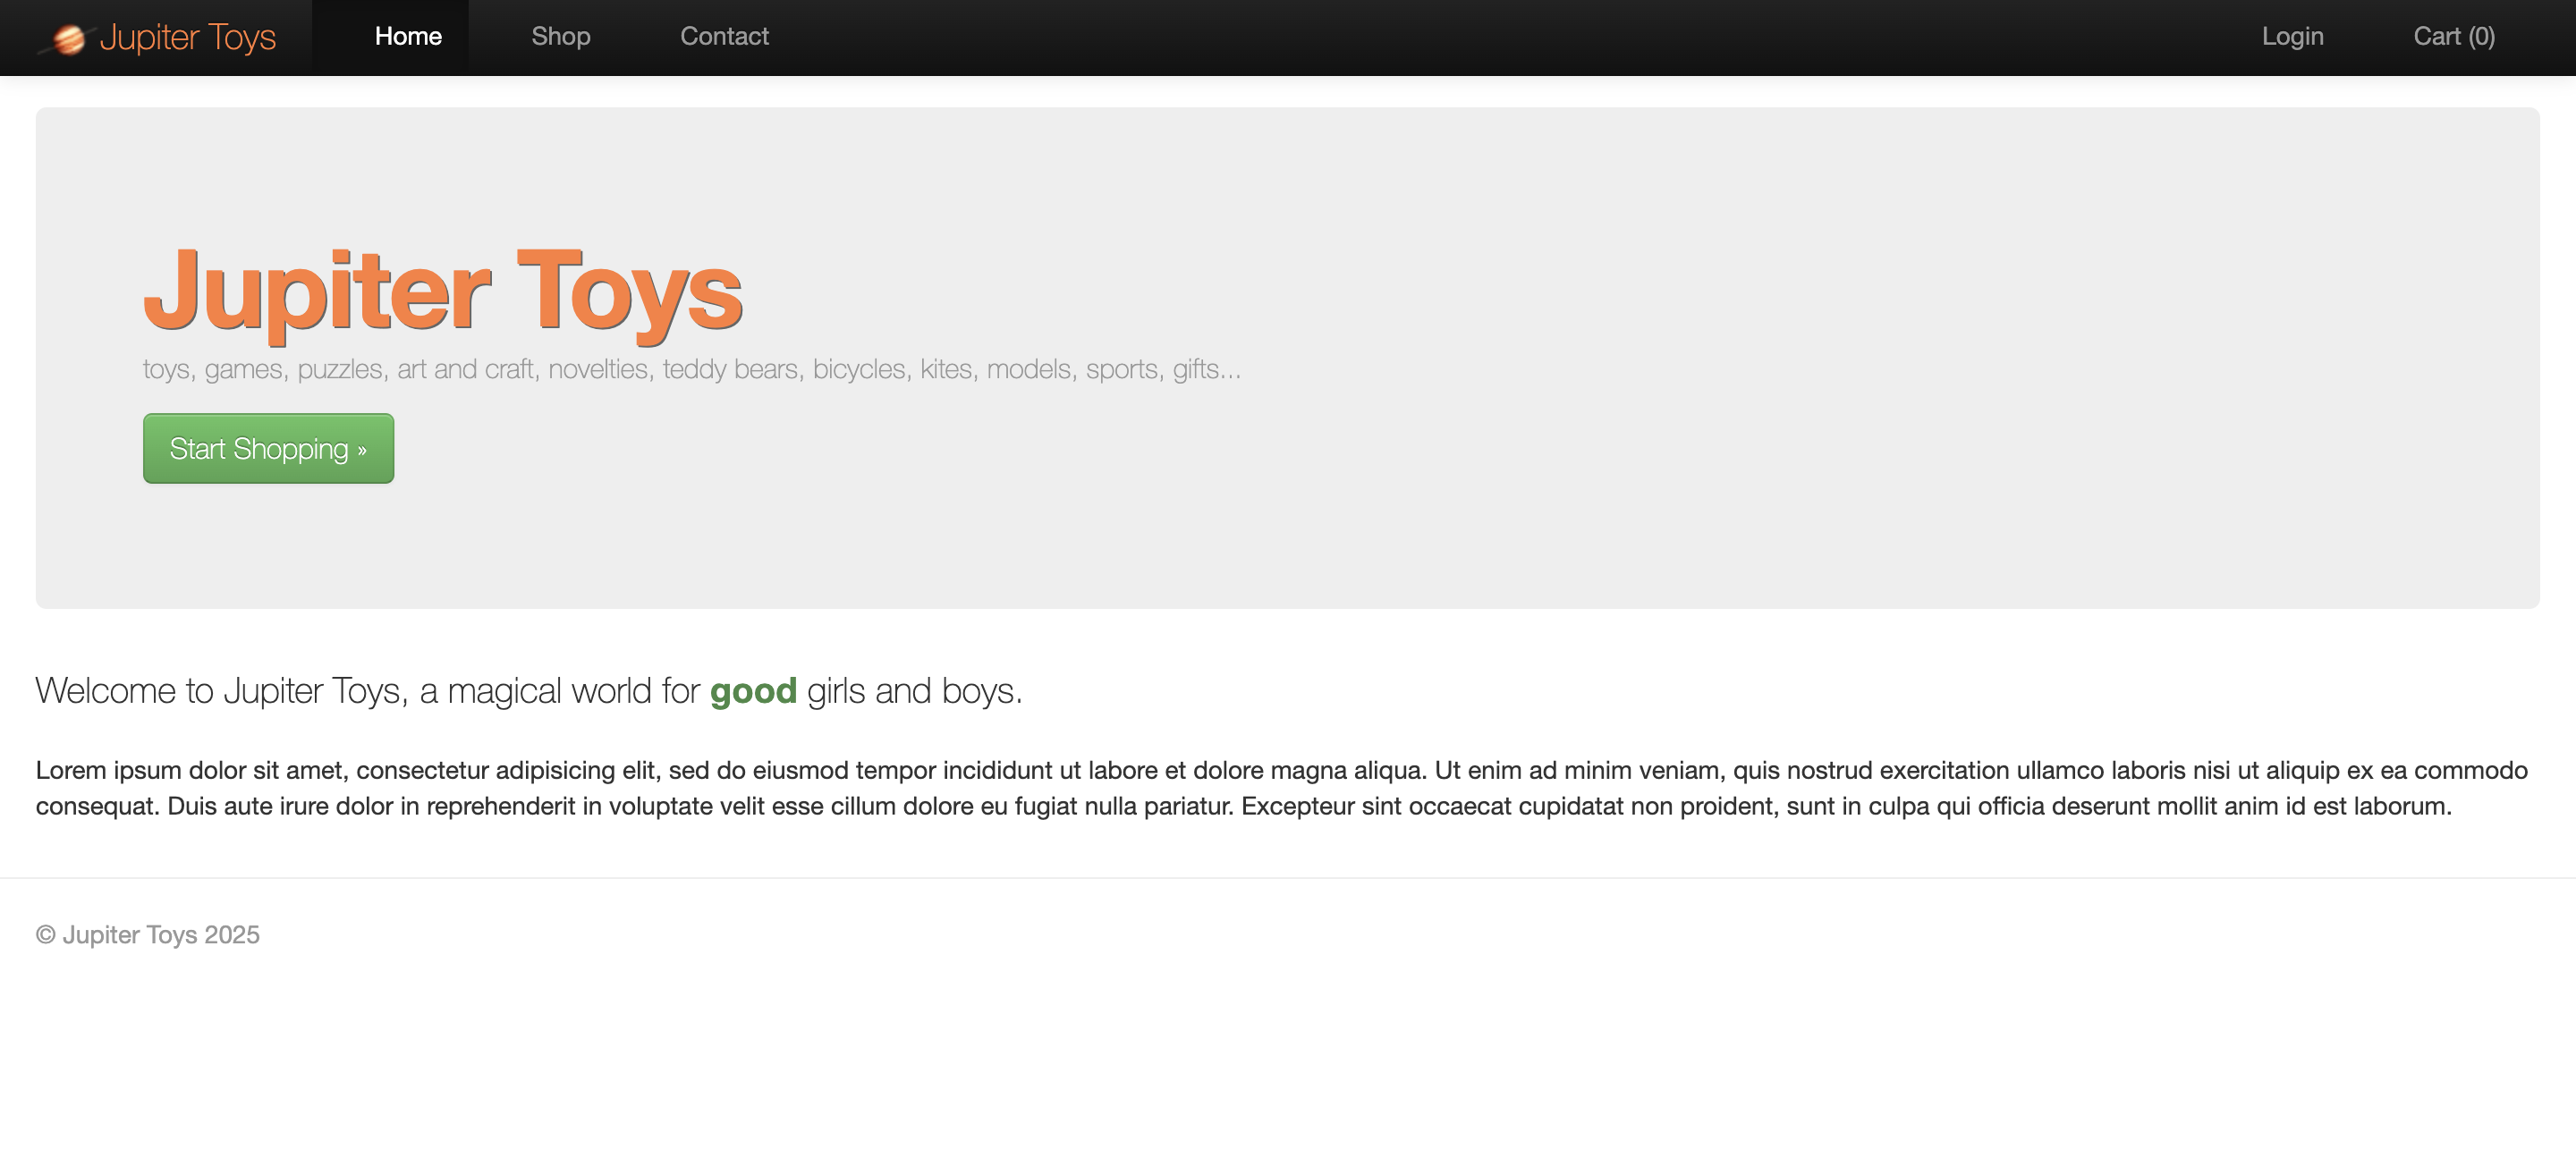 Jupiter Toys
Home
Shop
Contact
Login
Cart (0)
Jupiter Toys
toys, games, puzzles, art and craft, novelties, teddy bears, bicycles, kites, models, sports, gifts...
Start Shopping »
Welcome to Jupiter Toys, a magical world for good girls and boys.
Lorem ipsum dolor sit amet, consectetur adipisicing elit, sed do eiusmod tempor incididunt ut labore et dolore magna aliqua. Ut enim ad minim veniam, quis nostrud exercitation ullamco laboris nisi ut aliquip ex ea commodo
consequat. Duis aute irure dolor in reprehenderit in voluptate velit esse cillum dolore eu fugiat nulla pariatur. Excepteur sint occaecat cupidatat non proident, sunt in culpa qui officia deserunt mollit anim id est laborum.
© Jupiter Toys 2025